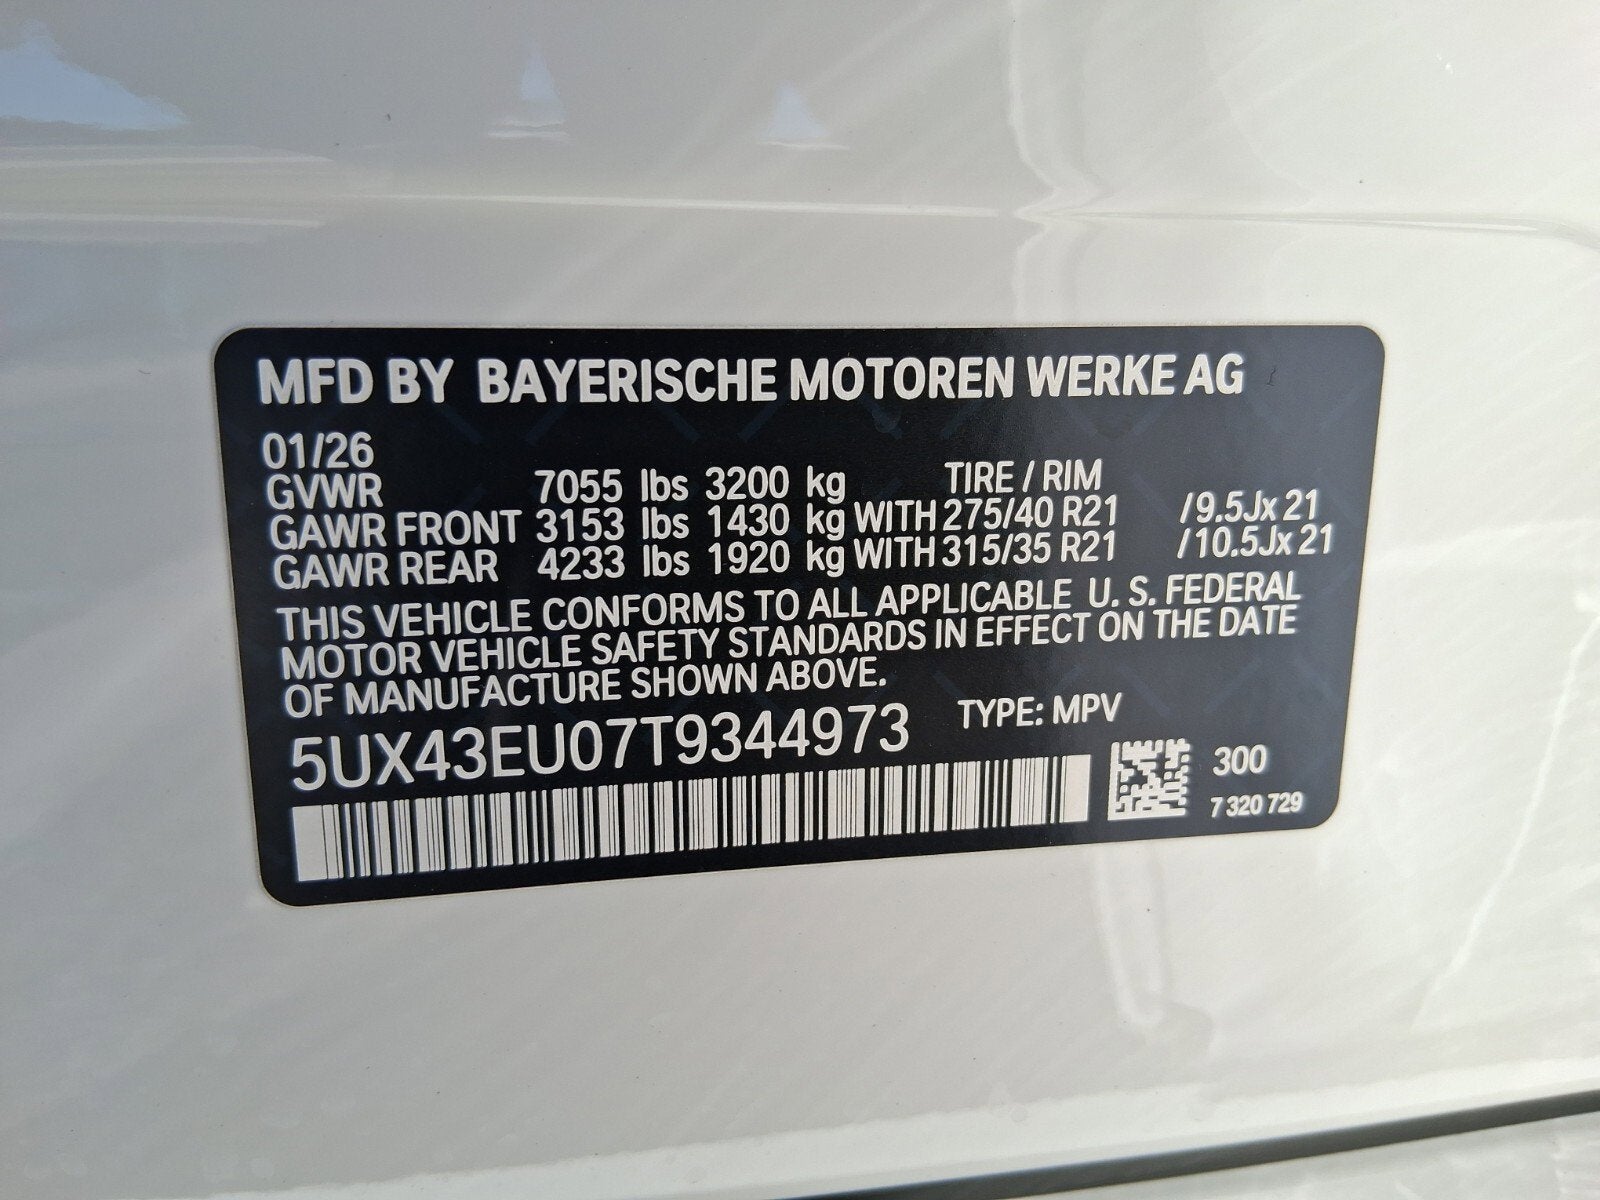 MFD BY BAYERISCHE MOTOREN WERKE AG
01/26
GVWR 7055 lbs 3200 kg TIRE / RIM
GAWR FRONT 3153 lbs 1430 kg WITH 275/40 R21 /9.5Jx 21
GAWR REAR 4233 lbs 1920 kg WITH 315/35 R21 /10.5Jx 21
THIS VEHICLE CONFORMS TO ALL APPLICABLE U. S. FEDERAL
MOTOR VEHICLE SAFETY STANDARDS IN EFFECT ON THE DATE
OF MANUFACTURE SHOWN ABOVE.
5UX43EU07T9344973 TYPE: MPV
300
7 320 729